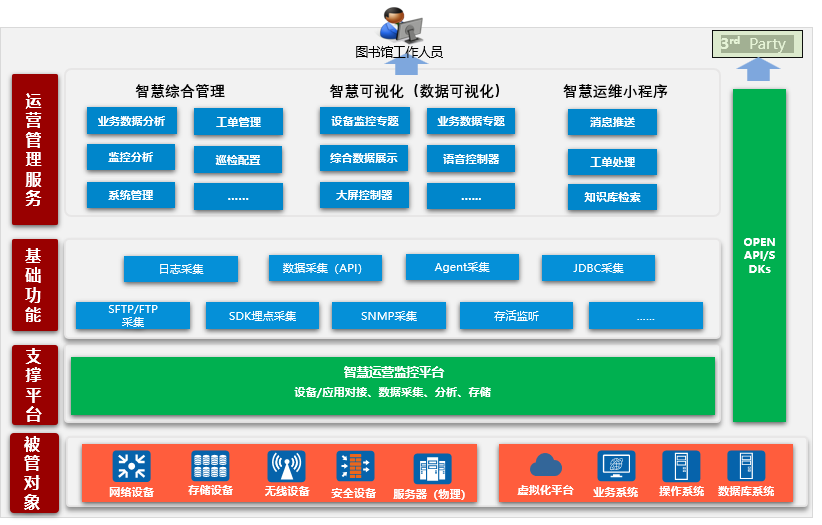 图书馆工作人员
3rd Party
运营管理服务
智慧综合管理
智慧可视化（数据可视化）
智慧运维小程序
业务数据分析
工单管理
设备监控专题
业务数据专题
消息推送
监控分析
巡检配置
综合数据展示
语音控制器
工单处理
系统管理
……
大屏控制器
……
知识库检索
OPEN
API/S
DKs
基础功能
日志采集
数据采集（API）
Agent采集
JDBC采集
SFTP/FTP
采集
SDK埋点采集
SNMP采集
存活监听
……
支撑平台
智慧运营监控平台
设备/应用对接、数据采集、分析、存储
被管对象
网络设备
存储设备
无线设备
安全设备
服务器（物理）
虚拟化平台
业务系统
操作系统
数据库系统